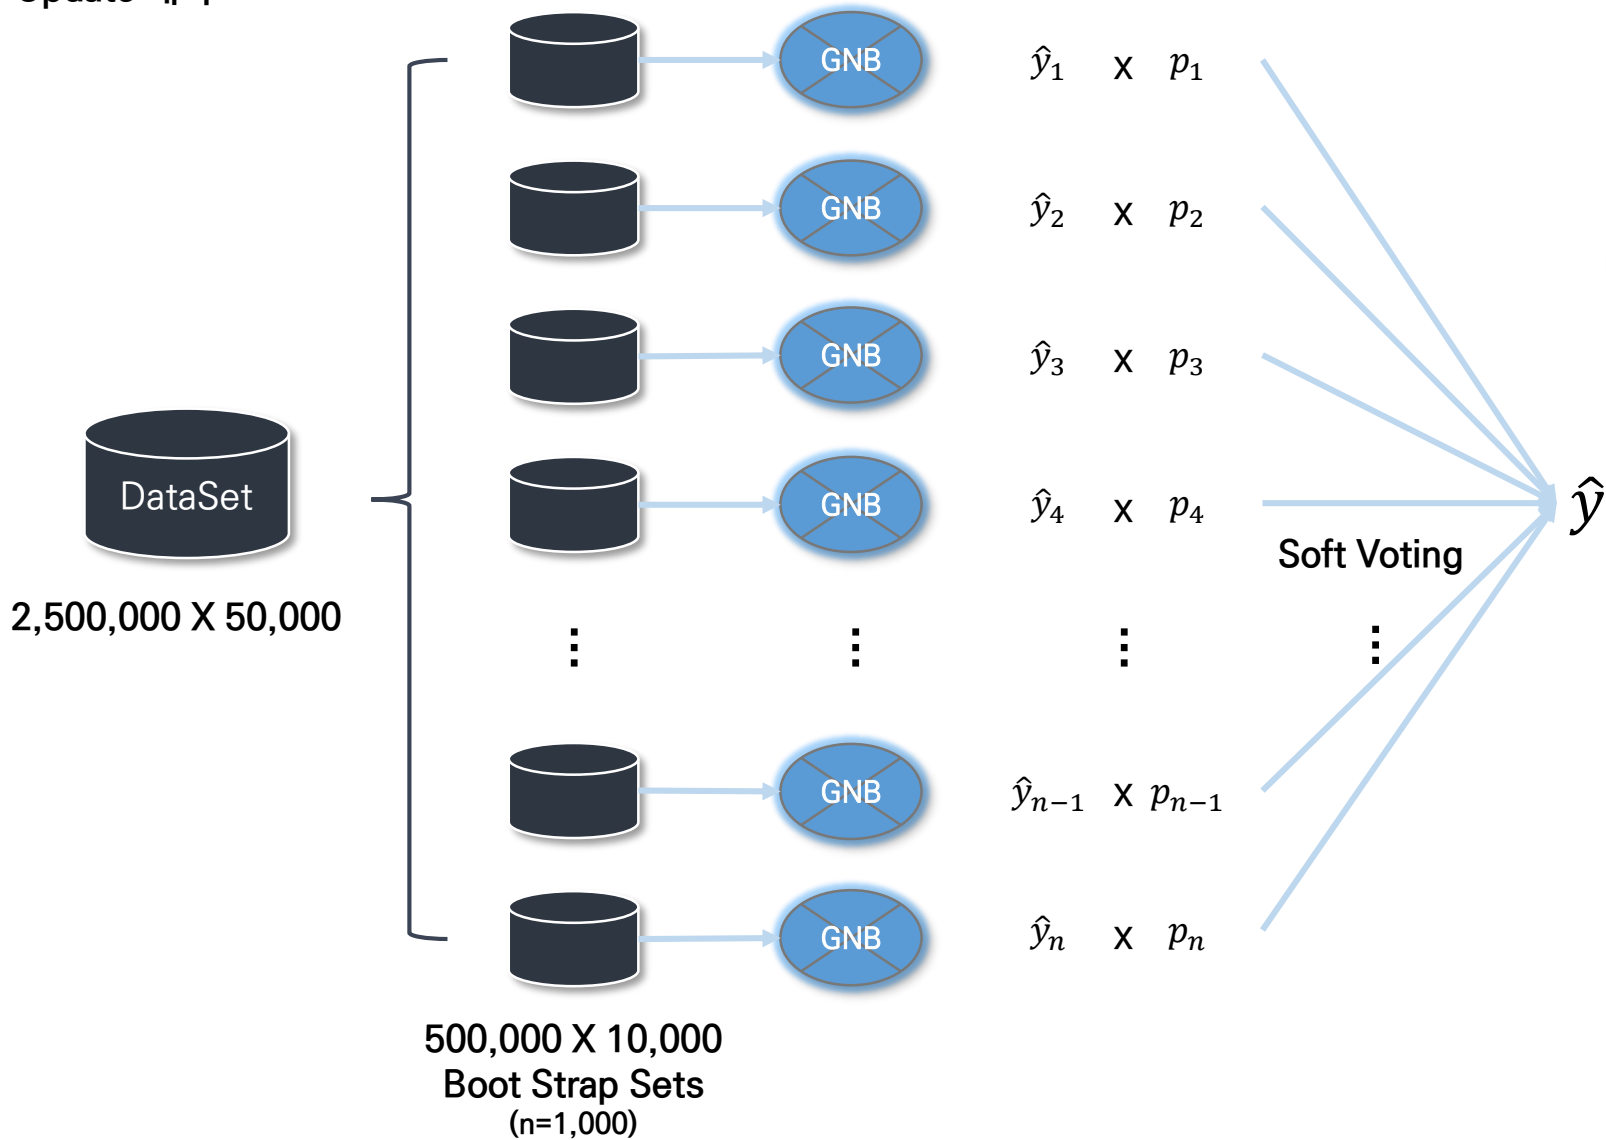 GNB
ŷ₁ X p₁
GNB
ŷ₂ X p₂
GNB
ŷ₃ X p₃
DataSet
GNB
ŷ₄ X p₄
ŷ
Soft Voting
2,500,000 X 50,000
⋮ ⋮ ⋮ ⋮
GNB
ŷₙ₋₁ X pₙ₋₁
GNB
ŷₙ X pₙ
500,000 X 10,000
Boot Strap Sets
(n=1,000)